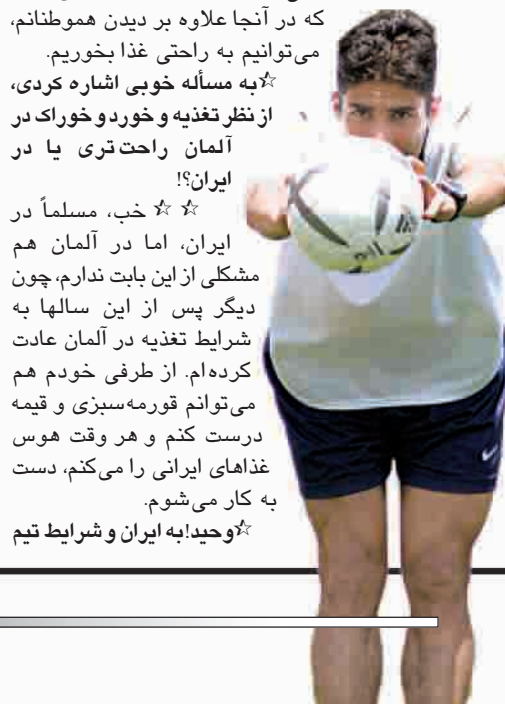 که در آنجا علاوه بر دیدن هموطنانم،
می‌توانیم به راحتی غذا بخوریم.
☆به مسأله خوبی اشاره کردی،
از نظر تغذیه و خورد و خوراک در
آلمان راحت‌تری یا در
ایران؟!
☆☆ خب، مسلماً در
ایران، اما در آلمان هم
مشکلی از این بابت ندارم، چون
دیگر پس از این سالها به
شرایط تغذیه در آلمان عادت
کرده‌ام. از طرفی خودم هم
می‌توانم قورمه‌سبزی و قیمه
درست کنم و هر وقت هوس
غذاهای ایرانی را می‌کنم، دست
به کار می‌شوم.
☆وحید!به ایران و شرایط تیم